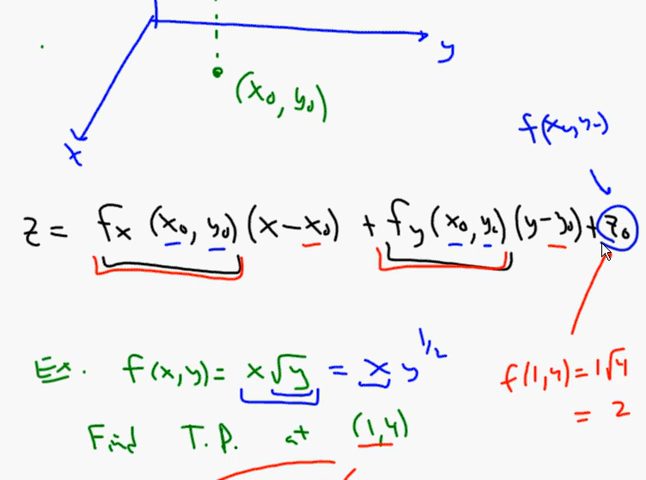 y
(x₀, y₀)
x
f(x₀, y₀)
z = fₓ (x₀, y₀)(x-x₀) + f_y (x₀, y₀)(y-y₀) + z₀
Ex. f(x,y) = x√y = x y^1/2
f(1,4) = 1√4
= 2
Find T.P. at (1,4)